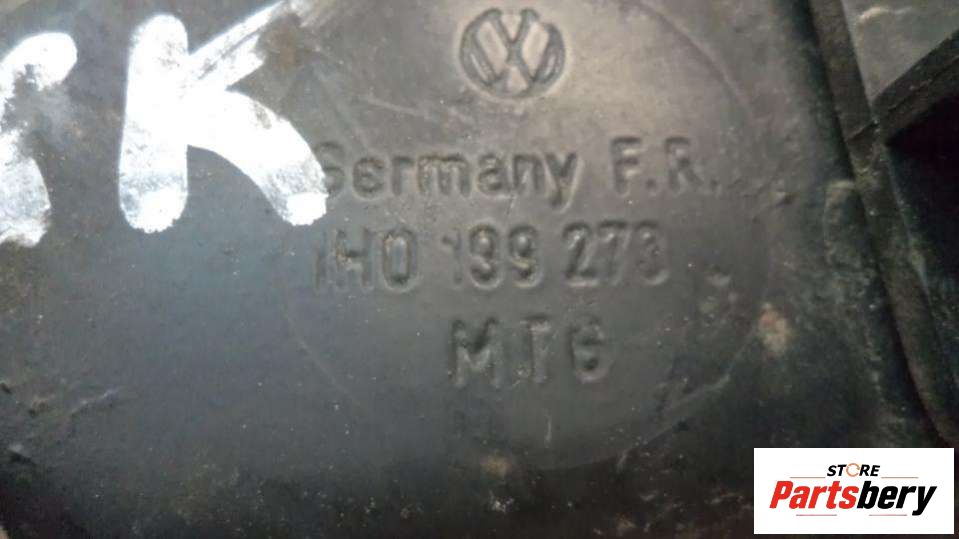 K
Germany F.R.
1H0 199 273
MTG
STORE
Partsbery